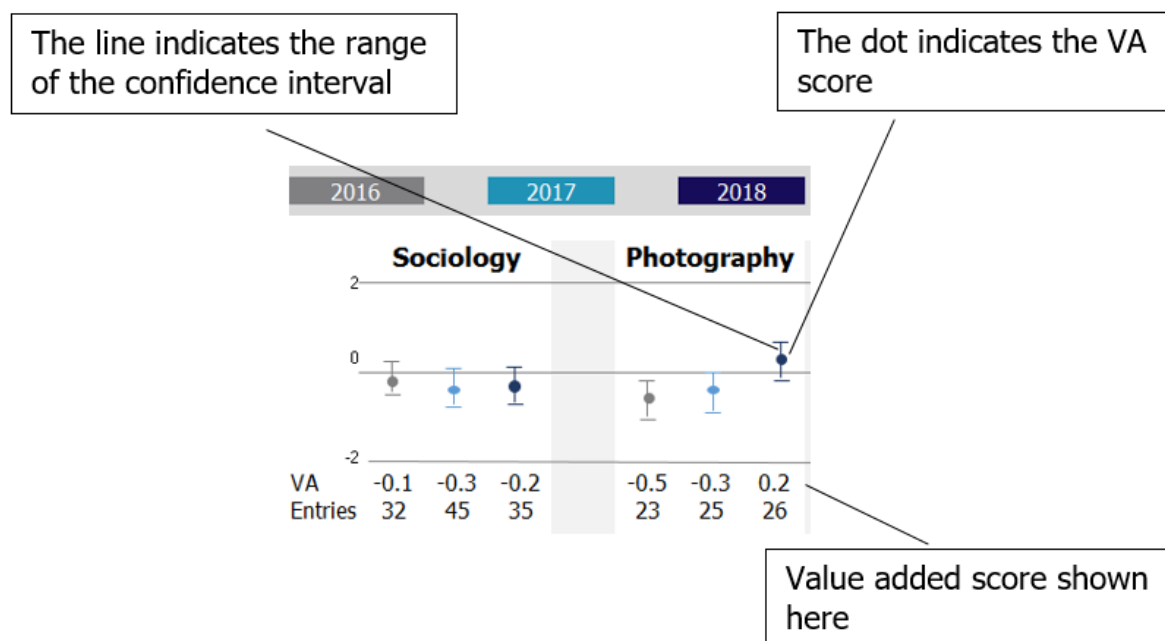 The line indicates the range
of the confidence interval
The dot indicates the VA
score
2016 2017 2018
Sociology Photography
2
0
-2
VA -0.1 -0.3 -0.2 -0.5 -0.3 0.2
Entries 32 45 35 23 25 26
Value added score shown
here